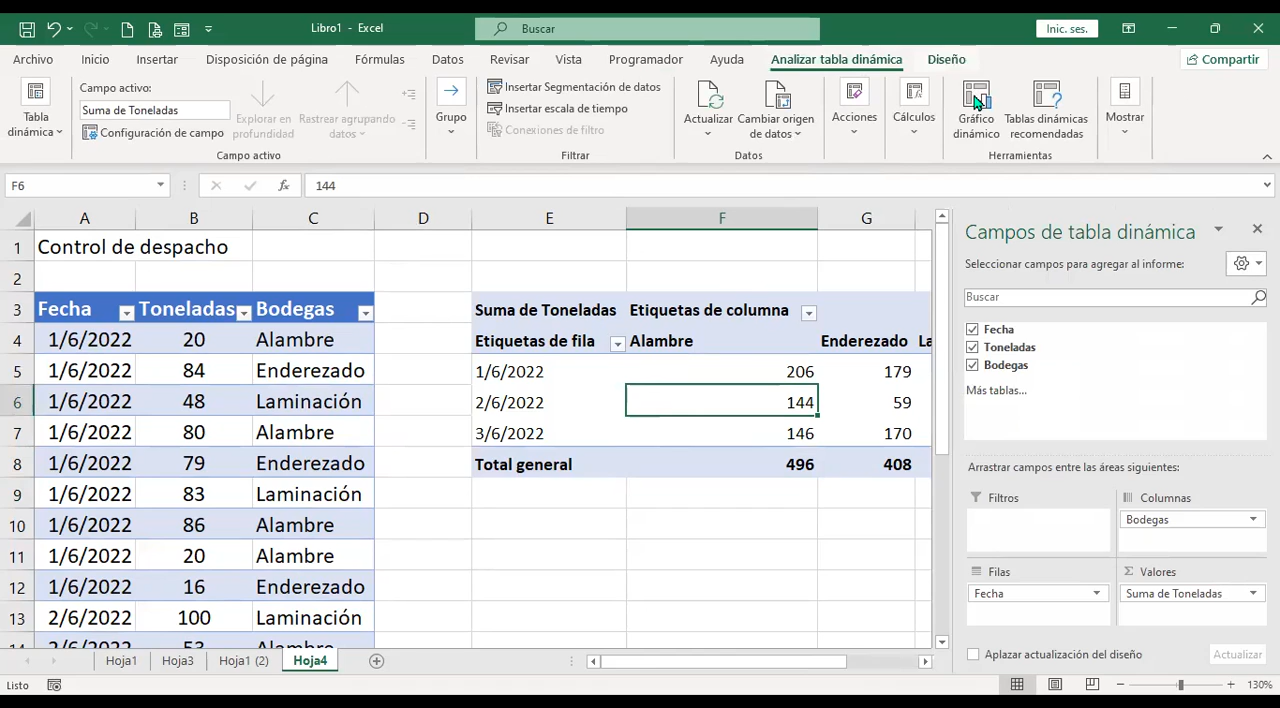 Libro1 - Excel
Buscar
Inic. ses.
Archivo Inicio Insertar Disposición de página Fórmulas Datos Revisar Vista Programador Ayuda Analizar tabla dinámica Diseño Compartir
Tabla dinámica
Campo activo:
Suma de Toneladas
Configuración de campo
Explorar en profundidad
Rastrear agrupando datos
Campo activo
Grupo
Insertar Segmentación de datos
Insertar escala de tiempo
Conexiones de filtro
Filtrar
Actualizar
Cambiar origen de datos
Datos
Acciones
Cálculos
Gráfico dinámico
Tablas dinámicas recomendadas
Herramientas
Mostrar
F6 fx 144
A B C D E F G
1 Control de despacho
2
3 Fecha Toneladas Bodegas Suma de Toneladas Etiquetas de columna
4 1/6/2022 20 Alambre Etiquetas de fila Alambre Enderezado La
5 1/6/2022 84 Enderezado 1/6/2022 206 179
6 1/6/2022 48 Laminación 2/6/2022 144 59
7 1/6/2022 80 Alambre 3/6/2022 146 170
8 1/6/2022 79 Enderezado Total general 496 408
9 1/6/2022 83 Laminación
10 1/6/2022 86 Alambre
11 1/6/2022 20 Alambre
12 1/6/2022 16 Enderezado
13 2/6/2022 100 Laminación
14 2/6/2022 53 Alambre
Campos de tabla dinámica
Seleccionar campos para agregar al informe:
Buscar
Fecha
Toneladas
Bodegas
Más tablas...
Arrastrar campos entre las áreas siguientes:
Filtros
Columnas
Bodegas
Filas
Fecha
Σ Valores
Suma de Toneladas
Aplazar actualización del diseño
Actualizar
Hoja1 Hoja3 Hoja1 (2) Hoja4
Listo
130%